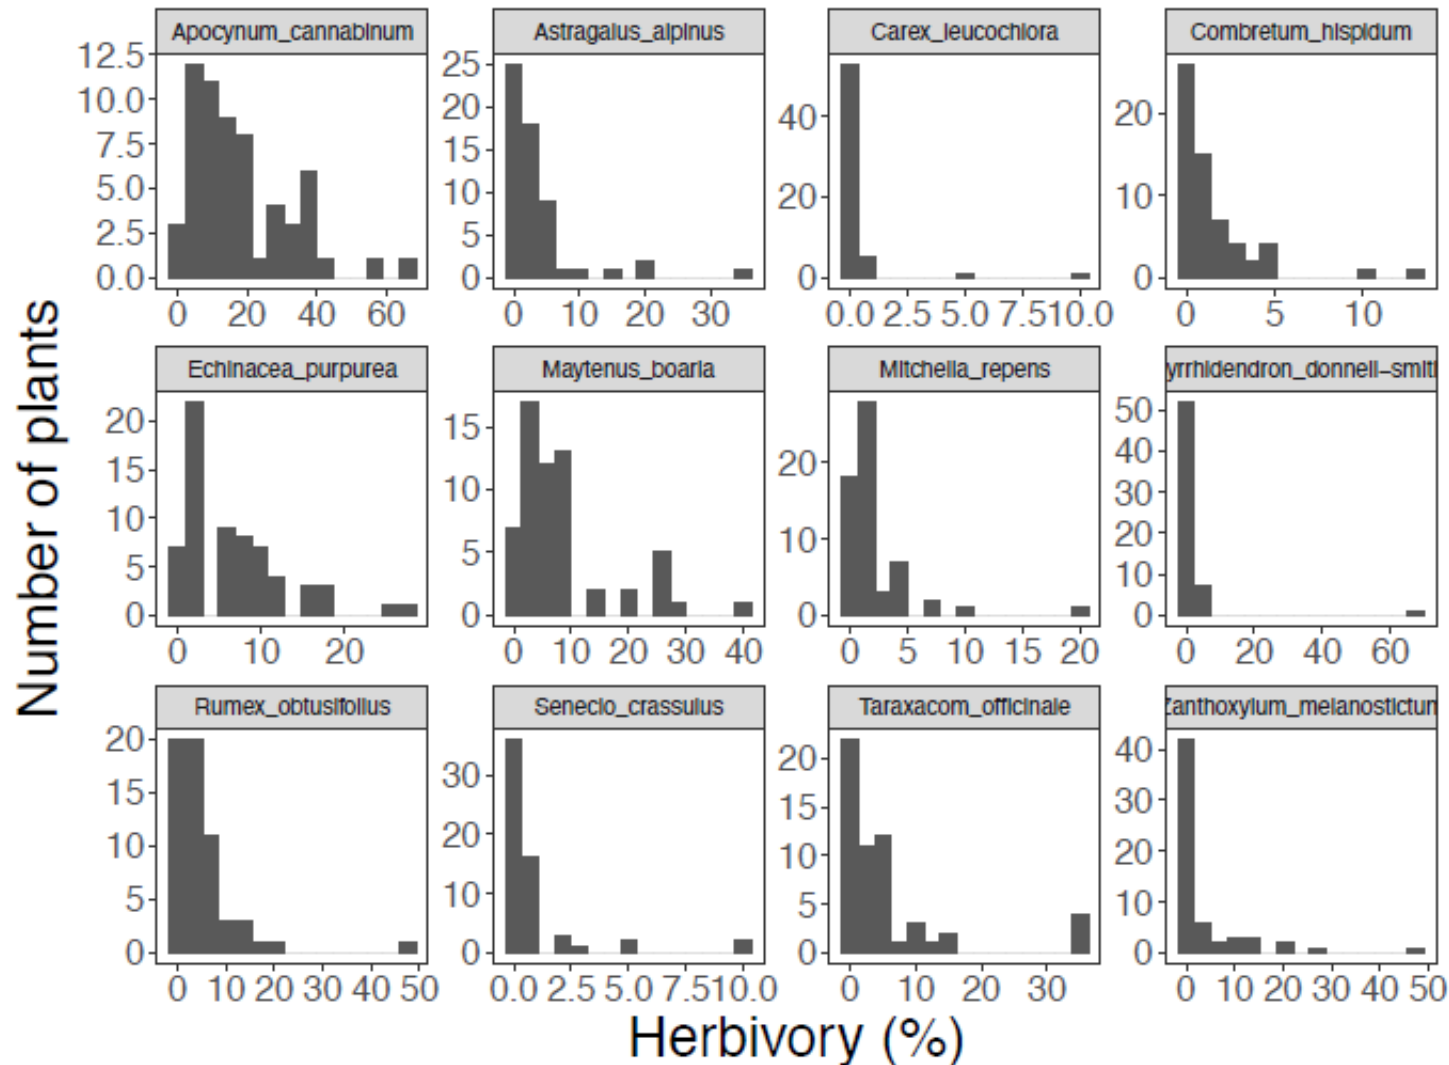 Apocynum_cannabinum Astragalus_alpinus Carex_leucochlora Combretum_hispidum
12.5 10.0 7.5 5.0 2.5 0.0
25 20 15 10 5 0
40 20 0
20 10 0
0 20 40 60
0 10 20 30
0.0 2.5 5.0 7.510.0
0 5 10
Echinacea_purpurea Maytenus_boaria Mitchella_repens yrrhidendron_donnell-smiti
20 15 10 5 0
15 10 5 0
20 10 0
50 40 30 20 10 0
0 10 20
0 10 20 30 40
0 5 10 15 20
0 20 40 60
Rumex_obtusifolius Senecio_crassulus Taraxacom_officinale Zanthoxylum_melanostictum
20 15 10 5 0
30 20 10 0
20 15 10 5 0
40 30 20 10 0
0 10 20 30 40 50
0.0 2.5 5.0 7.510.0
0 10 20 30
0 10 20 30 40 50
Number of plants
Herbivory (%)